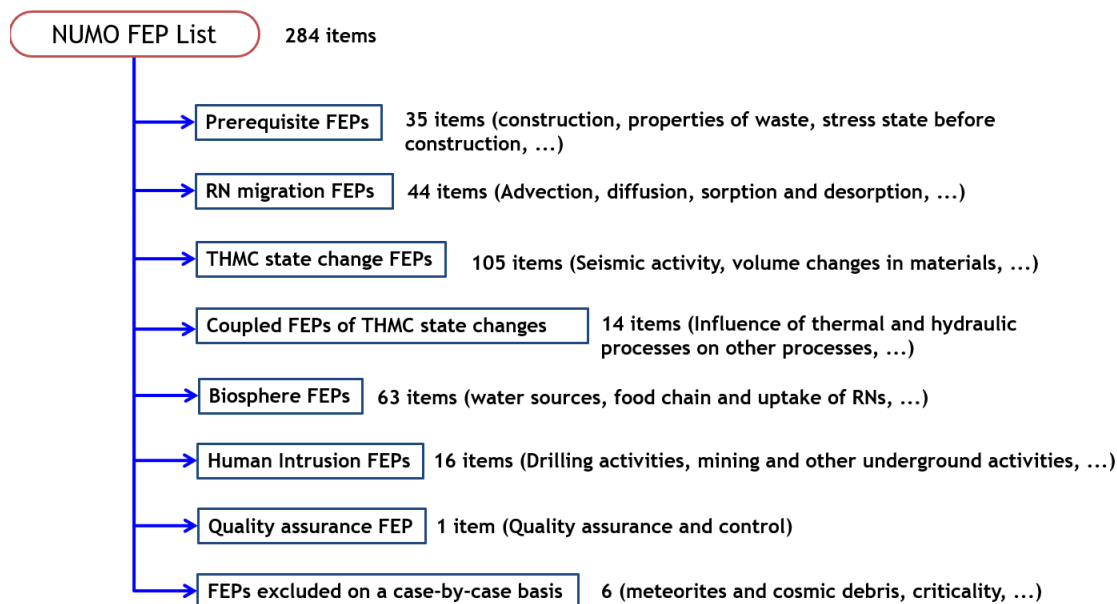 NUMO FEP List
284 items
Prerequisite FEPs
35 items (construction, properties of waste, stress state before
construction, ...)
RN migration FEPs
44 items (Advection, diffusion, sorption and desorption, ...)
THMC state change FEPs
105 items (Seismic activity, volume changes in materials, ...)
Coupled FEPs of THMC state changes
14 items (Influence of thermal and hydraulic
processes on other processes, ...)
Biosphere FEPs
63 items (water sources, food chain and uptake of RNs, ...)
Human Intrusion FEPs
16 items (Drilling activities, mining and other underground activities, ...)
Quality assurance FEP
1 item (Quality assurance and control)
FEPs excluded on a case-by-case basis
6 (meteorites and cosmic debris, criticality, ...)